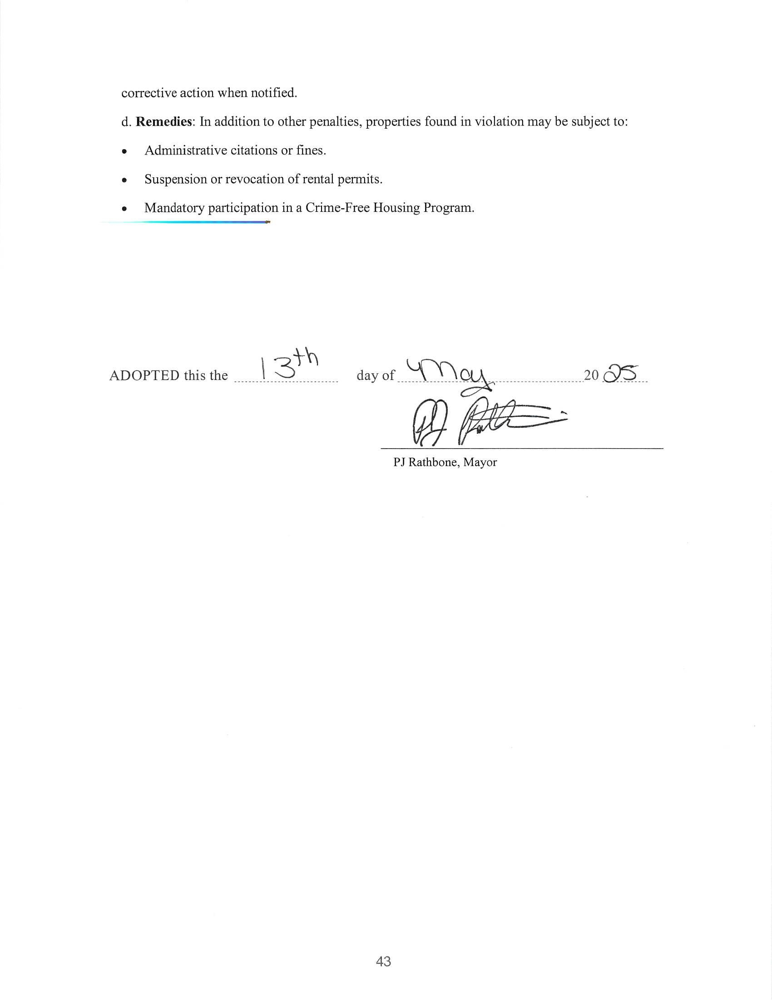 corrective action when notified.
d. Remedies: In addition to other penalties, properties found in violation may be subject to:
• Administrative citations or fines.
• Suspension or revocation of rental permits.
• Mandatory participation in a Crime-Free Housing Program.
ADOPTED this the 13th day of May 2025
PJ Rathbone, Mayor
43